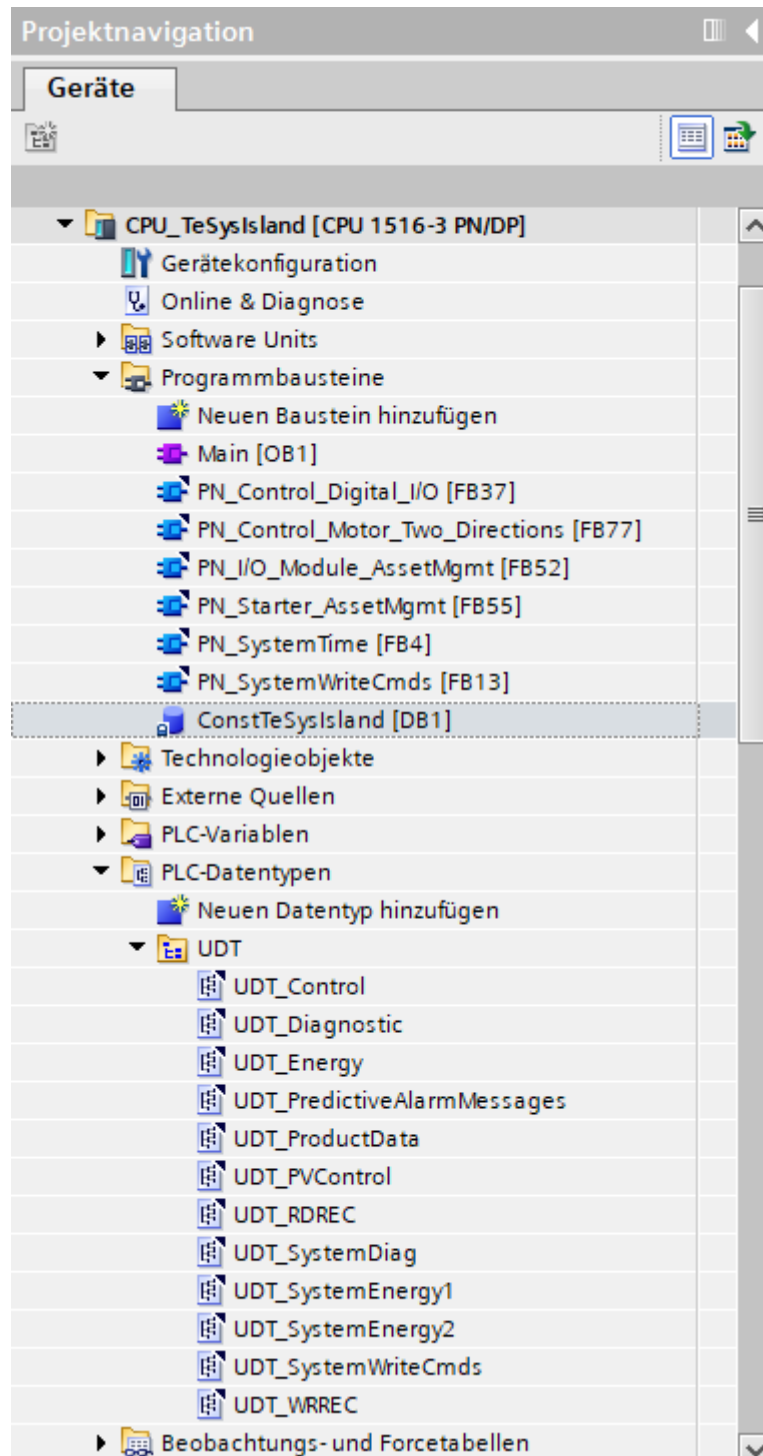 Projektnavigation
Geräte
CPU_TeSysIsland [CPU 1516-3 PN/DP]
Gerätekonfiguration
Online & Diagnose
Software Units
Programmbausteine
Neuen Baustein hinzufügen
Main [OB1]
PN_Control_Digital_I/O [FB37]
PN_Control_Motor_Two_Directions [FB77]
PN_I/O_Module_AssetMgmt [FB52]
PN_Starter_AssetMgmt [FB55]
PN_SystemTime [FB4]
PN_SystemWriteCmds [FB13]
ConstTeSysIsland [DB1]
Technologieobjekte
Externe Quellen
PLC-Variablen
PLC-Datentypen
Neuen Datentyp hinzufügen
UDT
UDT_Control
UDT_Diagnostic
UDT_Energy
UDT_PredictiveAlarmMessages
UDT_ProductData
UDT_PVControl
UDT_RDREC
UDT_SystemDiag
UDT_SystemEnergy1
UDT_SystemEnergy2
UDT_SystemWriteCmds
UDT_WRREC
Beobachtungs- und Forcetabellen